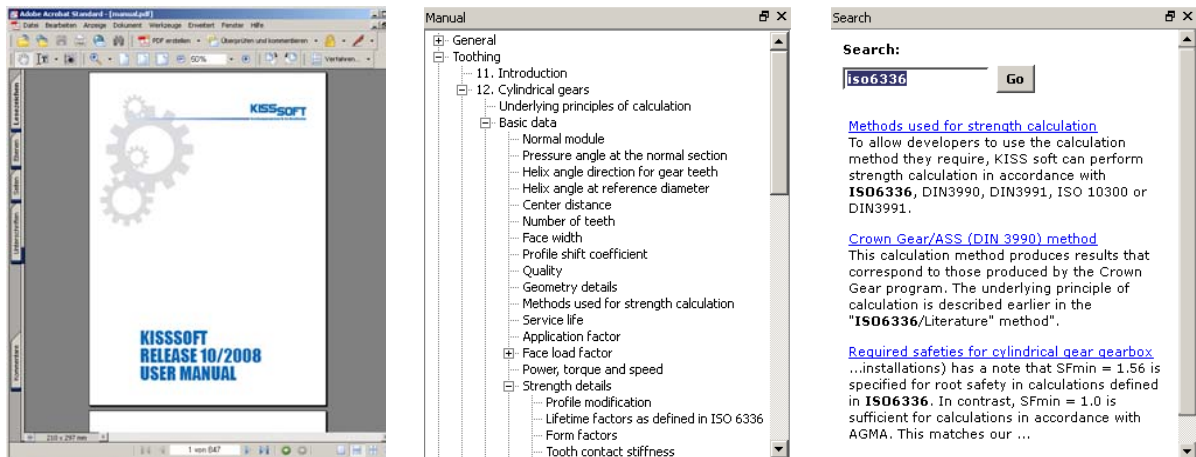 Adobe Acrobat Standard - [manual.pdf]
Datei Bearbeiten Anzeige Dokument Werkzeuge Erweitert Fenster Hilfe
PDF erstellen Überprüfen und kommentieren
50% Verfahren...
Lesezeichen
Ebenen
Seiten
Unterschriften
Kommentare
KISSSOFT
KISSSOFT
RELEASE 10/2008
USER MANUAL
210 x 297 mm
1 von 847
Manual
General
Toothing
11. Introduction
12. Cylindrical gears
Underlying principles of calculation
Basic data
Normal module
Pressure angle at the normal section
Helix angle direction for gear teeth
Helix angle at reference diameter
Center distance
Number of teeth
Face width
Profile shift coefficient
Quality
Geometry details
Methods used for strength calculation
Service life
Application factor
Face load factor
Power, torque and speed
Strength details
Profile modification
Lifetime factors as defined in ISO 6336
Form factors
Tooth contact stiffness
Search
Search:
iso6336 Go
Methods used for strength calculation
To allow developers to use the calculation
method they require, KISS soft can perform
strength calculation in accordance with
ISO6336, DIN3990, DIN3991, ISO 10300 or
DIN3991.
Crown Gear/ASS (DIN 3990) method
This calculation method produces results that
correspond to those produced by the Crown
Gear program. The underlying principle of
calculation is described earlier in the
"ISO6336/Literature" method".
Required safeties for cylindrical gear gearbox
...installations) has a note that SFmin = 1.56 is
specified for root safety in calculations defined
in ISO6336. In contrast, SFmin = 1.0 is
sufficient for calculations in accordance with
AGMA. This matches our ...